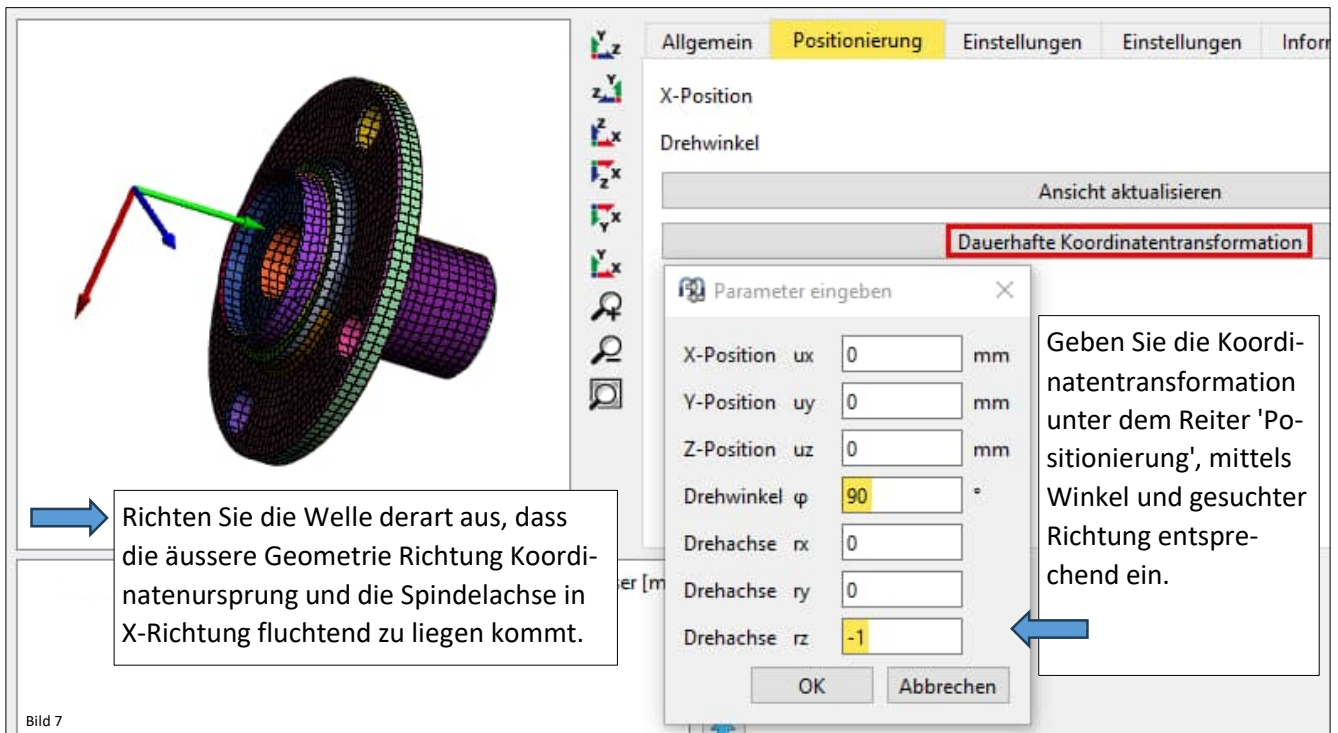 Allgemein Positionierung Einstellungen Einstellungen Inform
X-Position
Drehwinkel
Ansicht aktualisieren
Dauerhafte Koordinatentransformation
Y Z
Z Y
Z X
X Z
X Y
Y X
Parameter eingeben
X-Position ux 0 mm
Y-Position uy 0 mm
Z-Position uz 0 mm
Drehwinkel φ 90 °
Drehachse rx 0
Drehachse ry 0
Drehachse rz -1
OK Abbrechen
Geben Sie die Koordi-
natentransformation
unter dem Reiter 'Po-
sitionierung', mittels
Winkel und gesuchter
Richtung entspre-
chend ein.
Richten Sie die Welle derart aus, dass
die äussere Geometrie Richtung Koordi-
natenursprung und die Spindelachse in
X-Richtung fluchtend zu liegen kommt.
ser [m
Bild 7